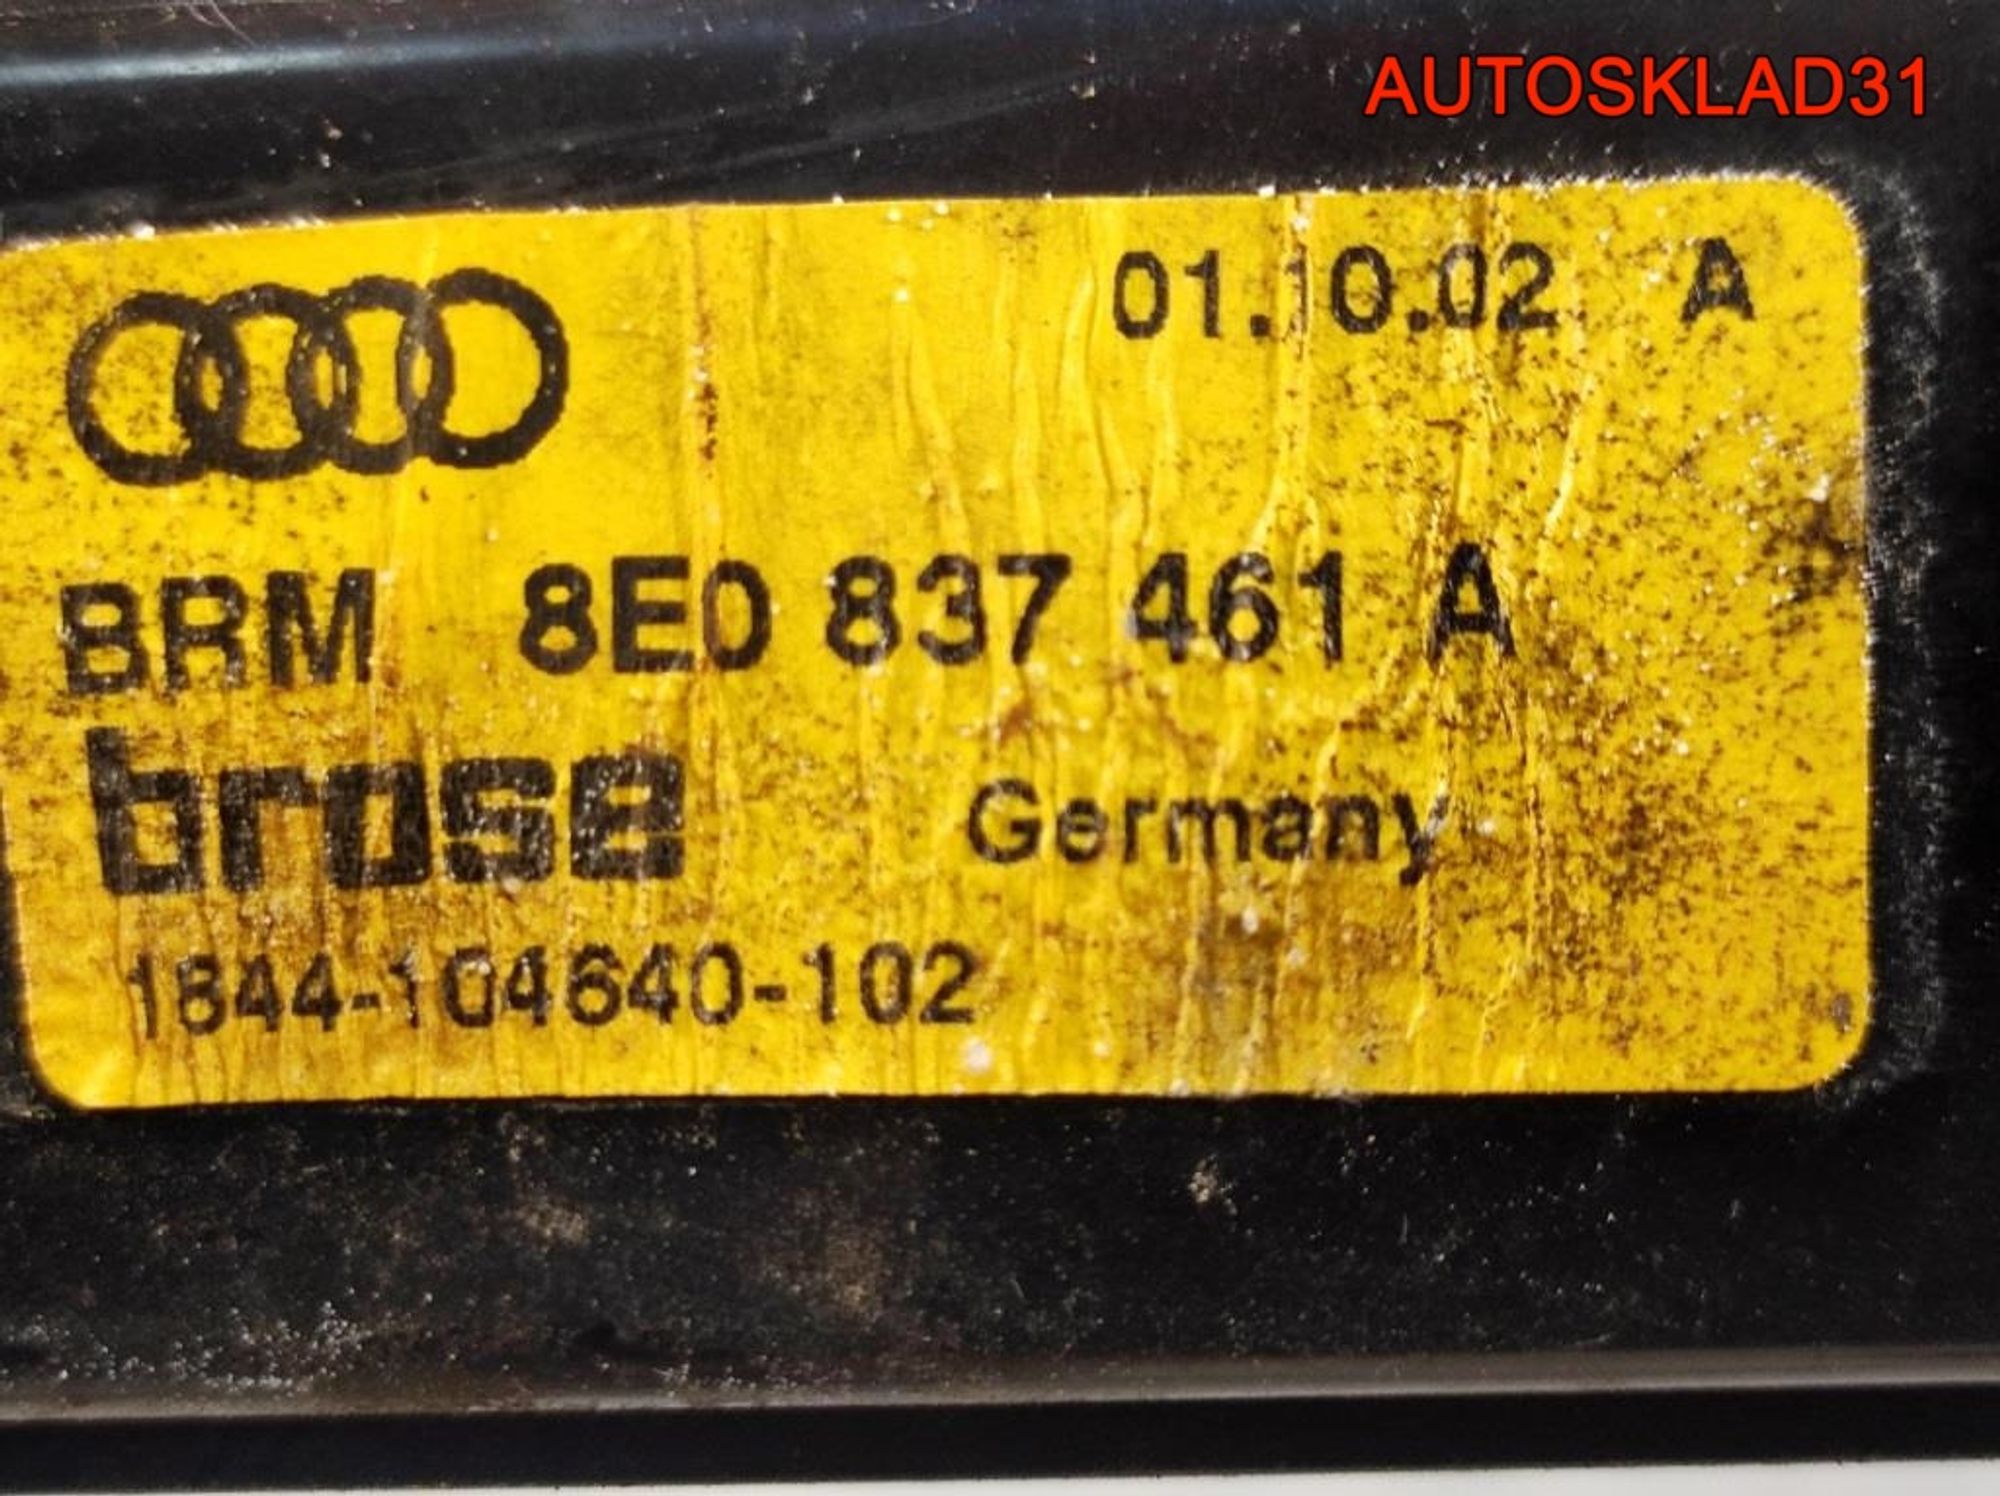 AUTOSKLAD31
01.10.02 A
BRM 8E0 837 461 A
brose Germany
1844-104640-102